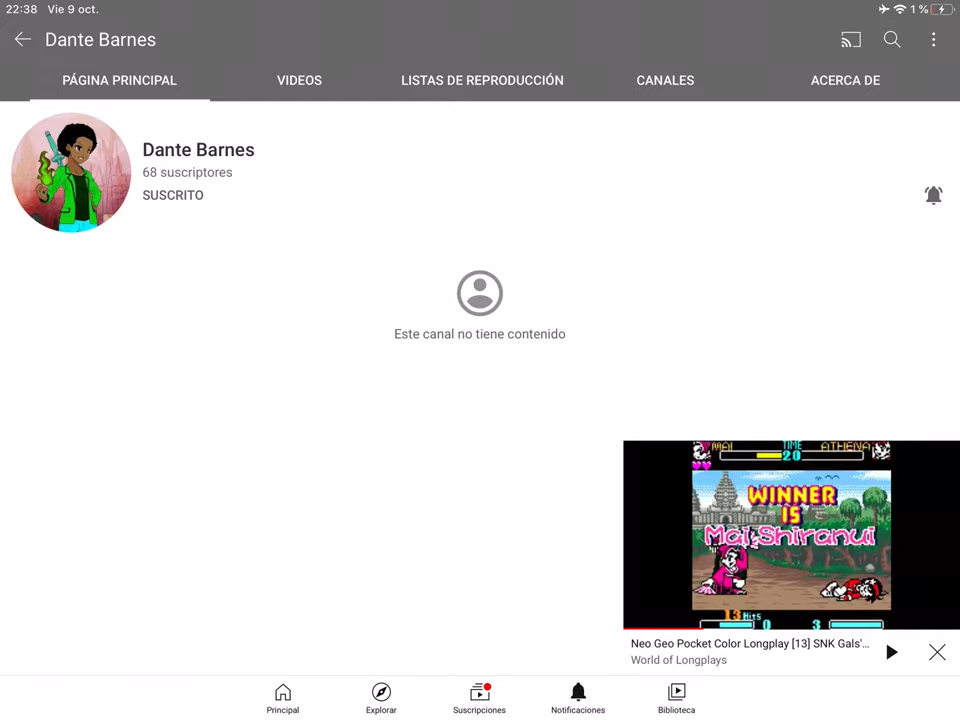 22:38 Vie 9 oct. 1 %
Dante Barnes
PÁGINA PRINCIPAL VIDEOS LISTAS DE REPRODUCCIÓN CANALES ACERCA DE
Dante Barnes
68 suscriptores
SUSCRITO
Este canal no tiene contenido
MAI TIME ATHENA
20
WINNER
IS
Mai Shiranui
13 Hits
0 3
Neo Geo Pocket Color Longplay [13] SNK Gals'...
World of Longplays
Principal Explorar Suscripciones Notificaciones Biblioteca